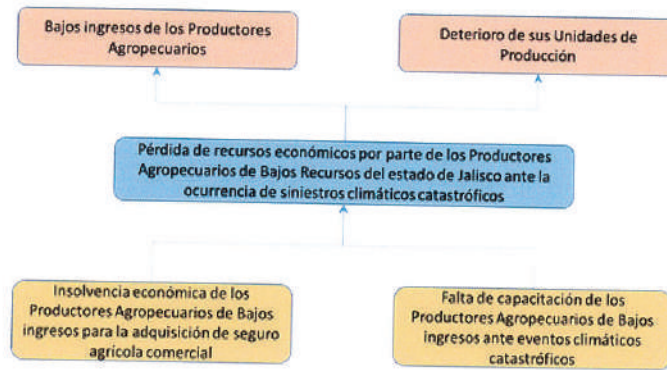 Bajos ingresos de los Productores
Agropecuarios
Deterioro de sus Unidades de
Producción
Pérdida de recursos económicos por parte de los Productores
Agropecuarios de Bajos Recursos del estado de Jalisco ante la
ocurrencia de siniestros climáticos catastróficos
Insolvencia económica de los
Productores Agropecuarios de Bajos
ingresos para la adquisición de seguro
agrícola comercial
Falta de capacitación de los
Productores Agropecuarios de Bajos
ingresos ante eventos climáticos
catastróficos